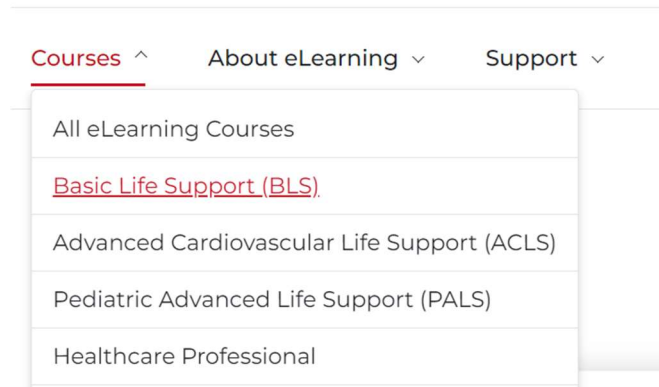 Courses About eLearning Support
All eLearning Courses
Basic Life Support (BLS)
Advanced Cardiovascular Life Support (ACLS)
Pediatric Advanced Life Support (PALS)
Healthcare Professional